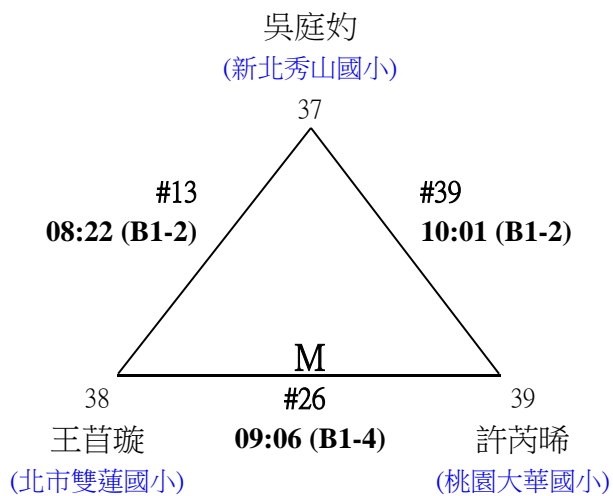 吳庭妁
(新北秀山國小)
37
#13
#39
08:22 (B1-2)
10:01 (B1-2)
M
38
#26
39
王苜璇
09:06 (B1-4)
許芮晞
(北市雙蓮國小)
(桃園大華國小)